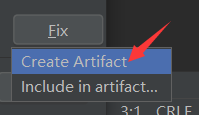 Fix
Create Artifact
Include in artifact...
3:1 CRLF